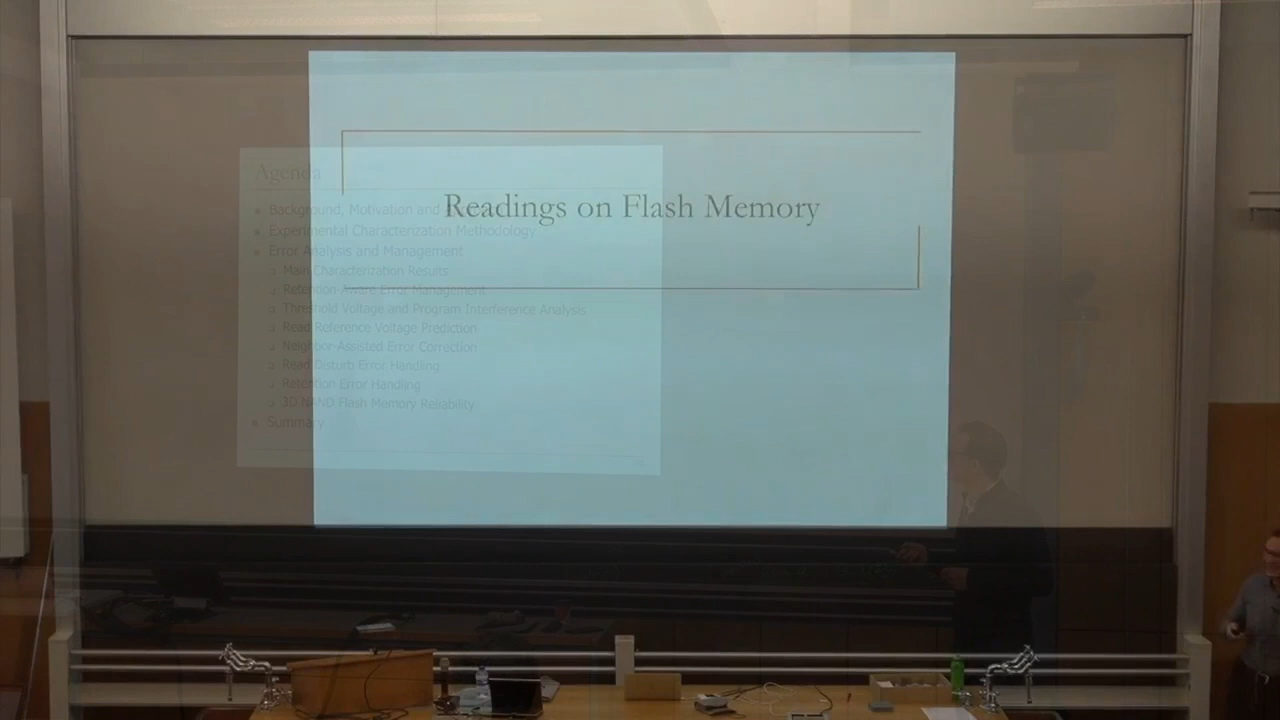 Readings on Flash Memory
Agenda
Background, Motivation and
Experimental Characterization Methodology
Error Analysis and Management
Main Characterization Results
Retention-Aware Error Management
Threshold Voltage and Program Interference Analysis
Read Reference Voltage Prediction
Neighbor-Assisted Error Correction
Read Disturb Error Handling
Retention Error Handling
3D NAND Flash Memory Reliability
Summary